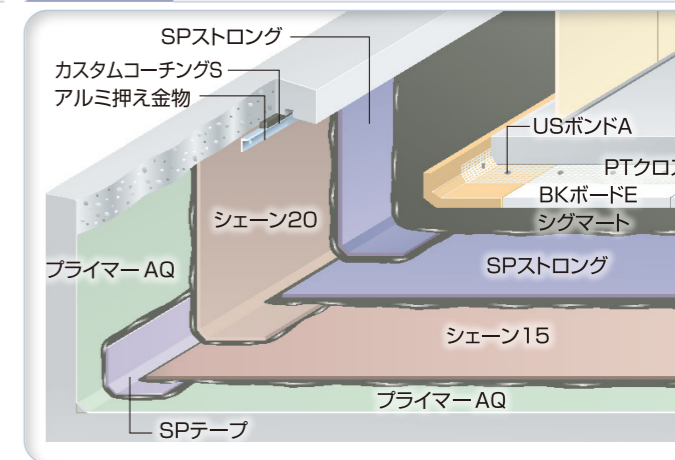 SPストロング
カスタムコーチングS
アルミ押え金物
USボンドA
PTクロ
BKボードE
シェーン20
シグマート
プライマーAQ
SPストロング
シェーン15
プライマーAQ
SPテープ